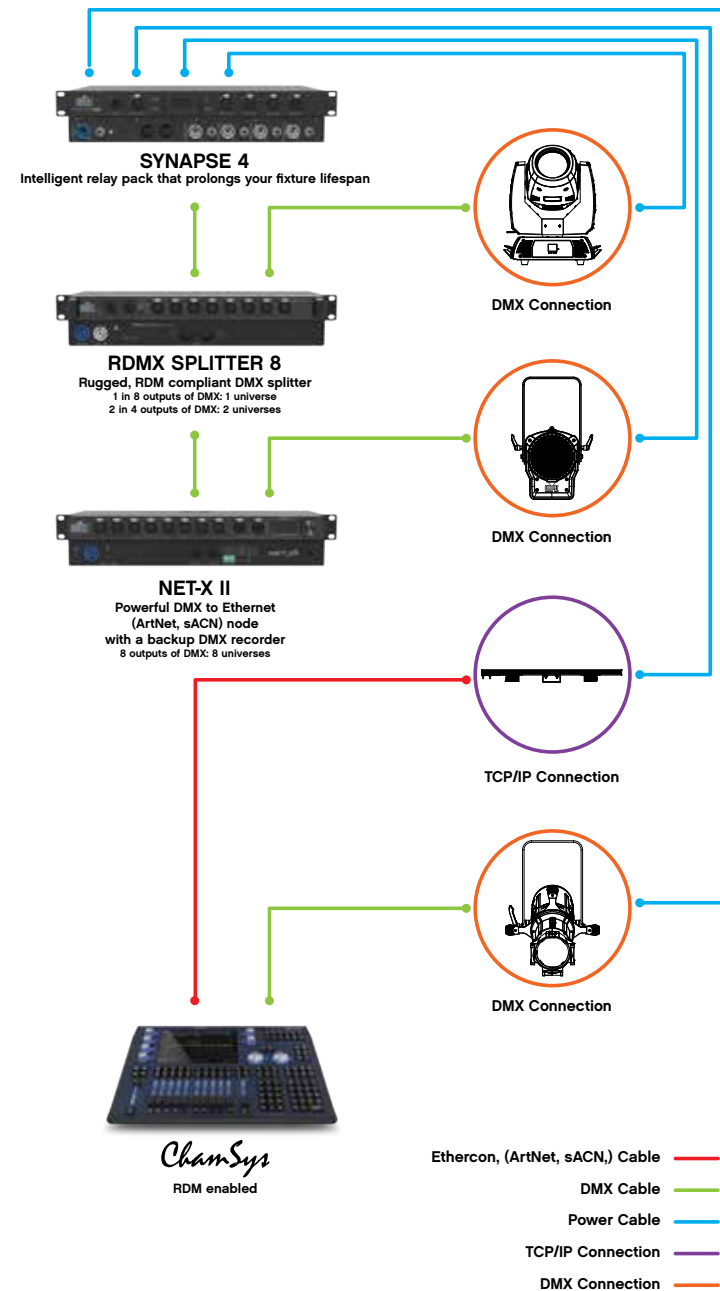 SYNAPSE 4
Intelligent relay pack that prolongs your fixture lifespan
DMX Connection
RDMX SPLITTER 8
Rugged, RDM compliant DMX splitter
1 in 8 outputs of DMX: 1 universe
2 in 4 outputs of DMX: 2 universes
DMX Connection
NET-X II
Powerful DMX to Ethernet
(ArtNet, sACN) node
with a backup DMX recorder
8 outputs of DMX: 8 universes
TCP/IP Connection
DMX Connection
ChamSys
RDM enabled
Ethercon, (ArtNet, sACN,) Cable
DMX Cable
Power Cable
TCP/IP Connection
DMX Connection